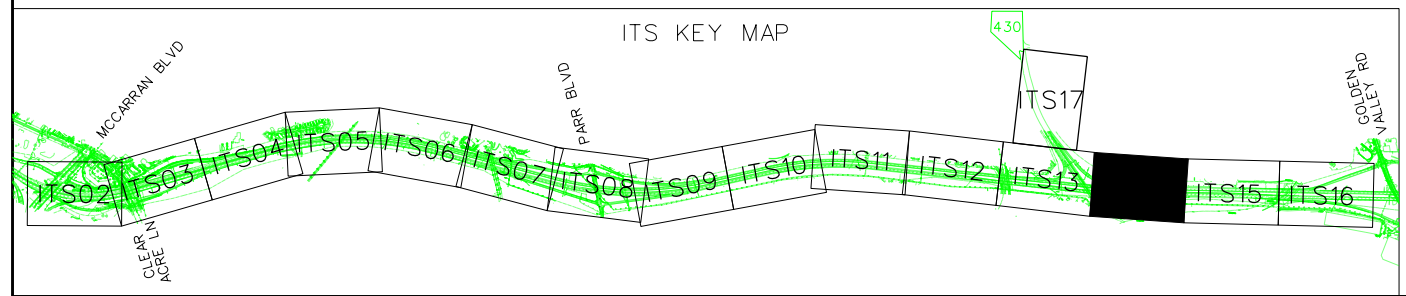 ITS KEY MAP
430
MCCARRAN BLVD
PARR BLVD
GOLDEN
VALLEY RD
ITS17
ITS02
ITS03
ITS04
ITS05
ITS06
ITS07
ITS08
ITS09
ITS10
ITS11
ITS12
ITS13
ITS15
ITS16
CLEAR
ACRE LN